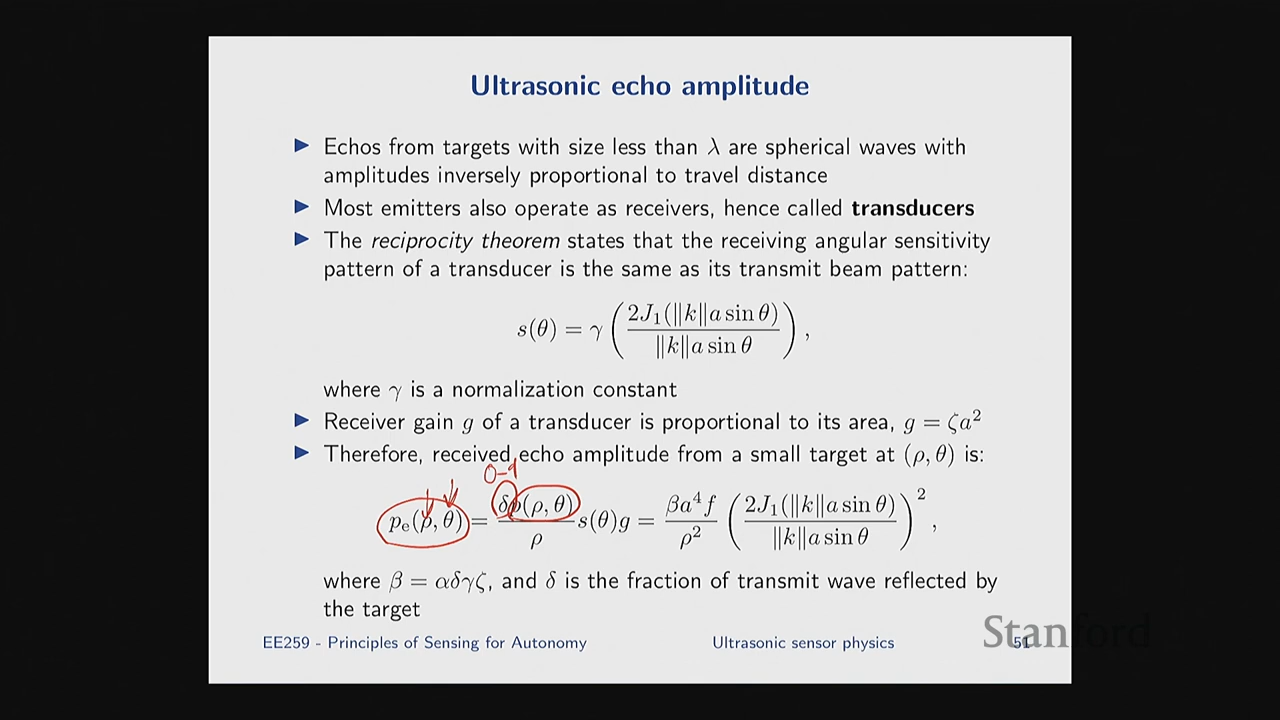 Ultrasonic echo amplitude
▶ Echos from targets with size less than λ are spherical waves with
amplitudes inversely proportional to travel distance
▶ Most emitters also operate as receivers, hence called transducers
▶ The reciprocity theorem states that the receiving angular sensitivity
pattern of a transducer is the same as its transmit beam pattern:
s(θ) = γ ( 2J₁(‖k‖a sin θ) / ‖k‖a sin θ ) ,
where γ is a normalization constant
▶ Receiver gain g of a transducer is proportional to its area, g = ζa²
▶ Therefore, received echo amplitude from a small target at (ρ, θ) is:
0-1
pₑ(ρ, θ) = δp(ρ, θ) / ρ s(θ)g = βa⁴f / ρ² ( 2J₁(‖k‖a sin θ) / ‖k‖a sin θ )² ,
where β = αδγζ, and δ is the fraction of transmit wave reflected by
the target
EE259 - Principles of Sensing for Autonomy Ultrasonic sensor physics 51
Stanford